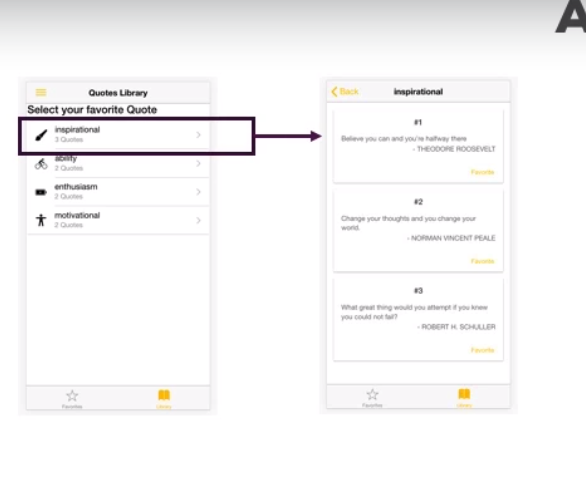 A
Quotes Library
Select your favorite Quote
inspirational
3 Quotes
ability
2 Quotes
enthusiasm
2 Quotes
motivational
2 Quotes
Favorites
Library
Back
inspirational
#1
Believe you can and you're halfway there
- THEODORE ROOSEVELT
Favorite
#2
Change your thoughts and you change your
world.
- NORMAN VINCENT PEALE
Favorite
#3
What great thing would you attempt if you knew
you could not fail?
- ROBERT H. SCHULLER
Favorite
Favorites
Library